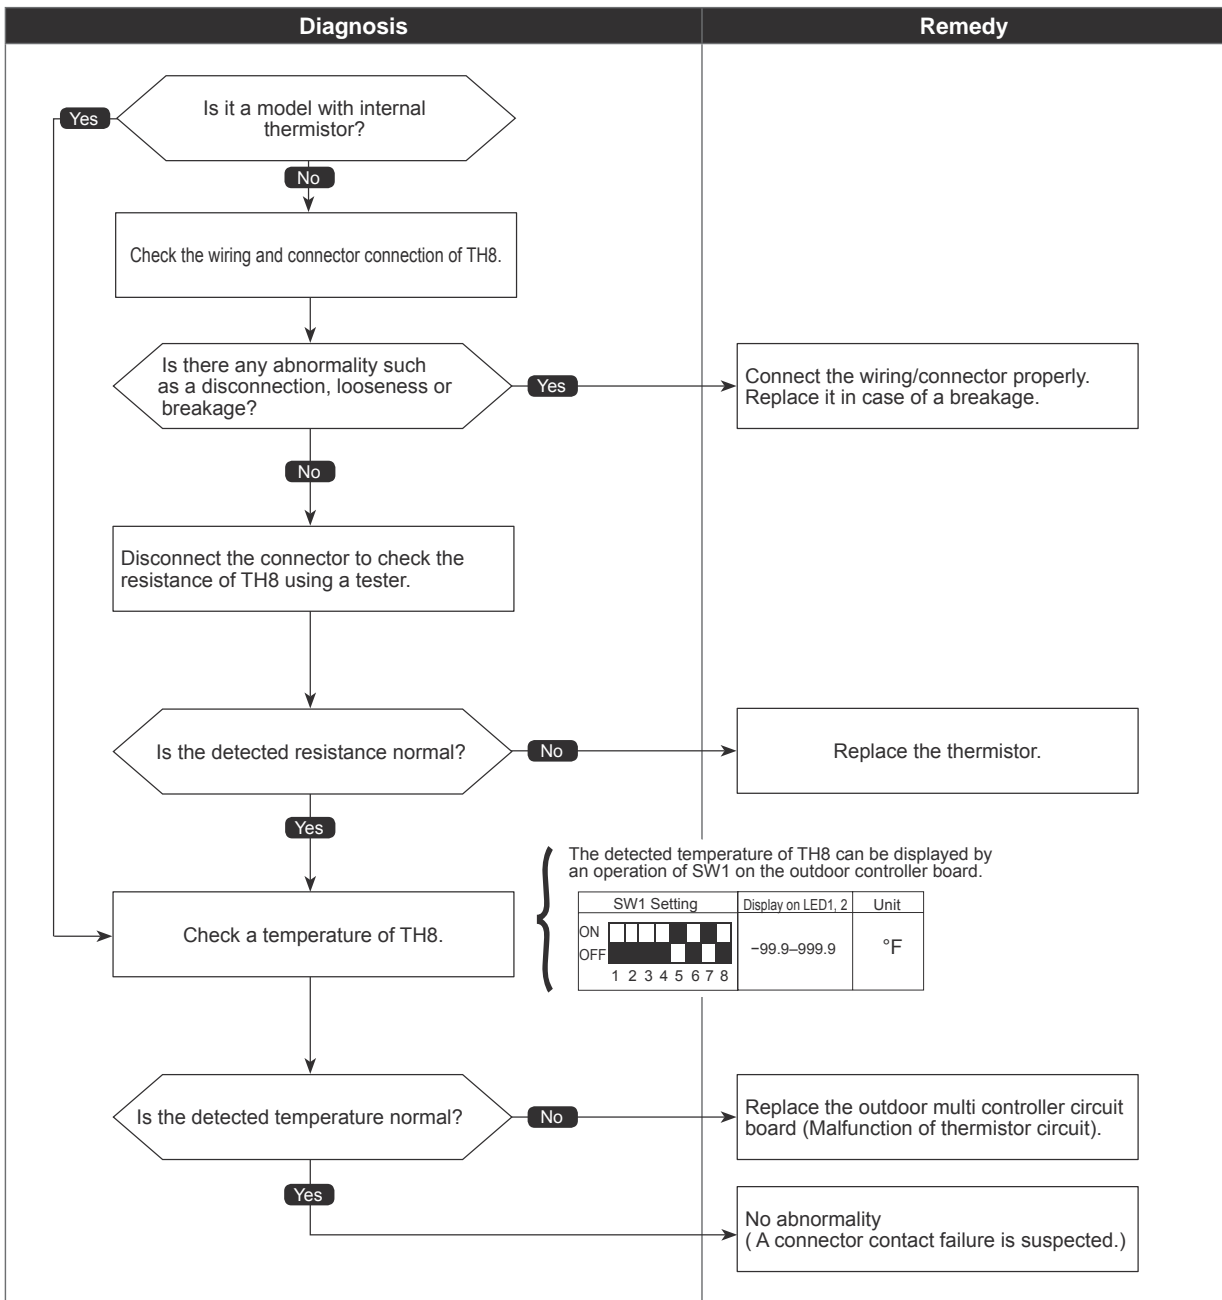 Diagnosis
Remedy
Is it a model with internal
thermistor?
Yes
No
Check the wiring and connector connection of TH8.
Is there any abnormality such
as a disconnection, looseness or
breakage?
Yes
Connect the wiring/connector properly.
Replace it in case of a breakage.
No
Disconnect the connector to check the
resistance of TH8 using a tester.
Is the detected resistance normal?
No
Replace the thermistor.
Yes
The detected temperature of TH8 can be displayed by
an operation of SW1 on the outdoor controller board.
SW1 Setting
Display on LED1, 2
Unit
ON
OFF
1 2 3 4 5 6 7 8
−99.9–999.9
°F
Check a temperature of TH8.
Is the detected temperature normal?
No
Replace the outdoor multi controller circuit
board (Malfunction of thermistor circuit).
Yes
No abnormality
( A connector contact failure is suspected.)